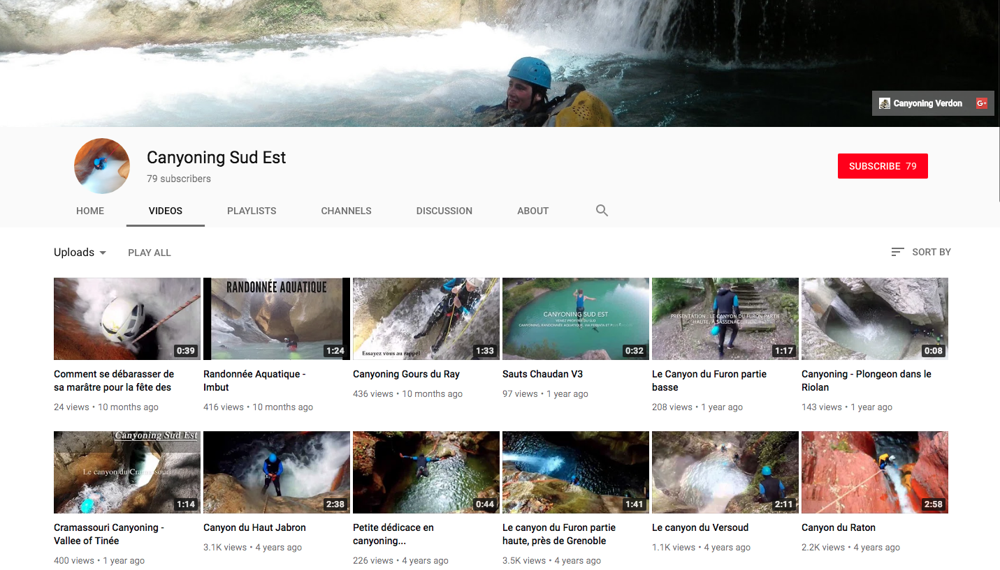 Canyoning Verdon
G+
Canyoning Sud Est
79 subscribers
SUBSCRIBE 79
HOME
VIDEOS
PLAYLISTS
CHANNELS
DISCUSSION
ABOUT
Uploads
PLAY ALL
SORT BY
0:39
RANDONNÉE AQUATIQUE
1:24
Essayez vous au rappel
1:33
CANYONING SUD EST
VENEZ PROFITER DU SUD
CANYONING, RANDONNÉE AQUATIQUE, VIA FERRATA ET
0:32
PRESENTATION : LE CANYON DU FURON PARTIE
HAUTE, À SASSENAGE
1:17
0:08
Comment se débarasser de
sa marâtre pour la fête des
24 views • 10 months ago
Randonnée Aquatique -
Imbut
416 views • 10 months ago
Canyoning Gours du Ray
436 views • 10 months ago
Sauts Chaudan V3
97 views • 1 year ago
Le Canyon du Furon partie
basse
208 views • 1 year ago
Canyoning - Plongeon dans le
Riolan
143 views • 1 year ago
Canyoning Sud Est
Le canyon du Cramassouri
1:14
2:38
0:44
1:41
2:11
2:58
Cramassouri Canyoning -
Vallee of Tinée
400 views • 1 year ago
Canyon du Haut Jabron
3.1K views • 4 years ago
Petite dédicace en
canyoning...
226 views • 4 years ago
Le canyon du Furon partie
haute, près de Grenoble
3.5K views • 4 years ago
Le canyon du Versoud
1.1K views • 4 years ago
Canyon du Raton
2.2K views • 4 years ago